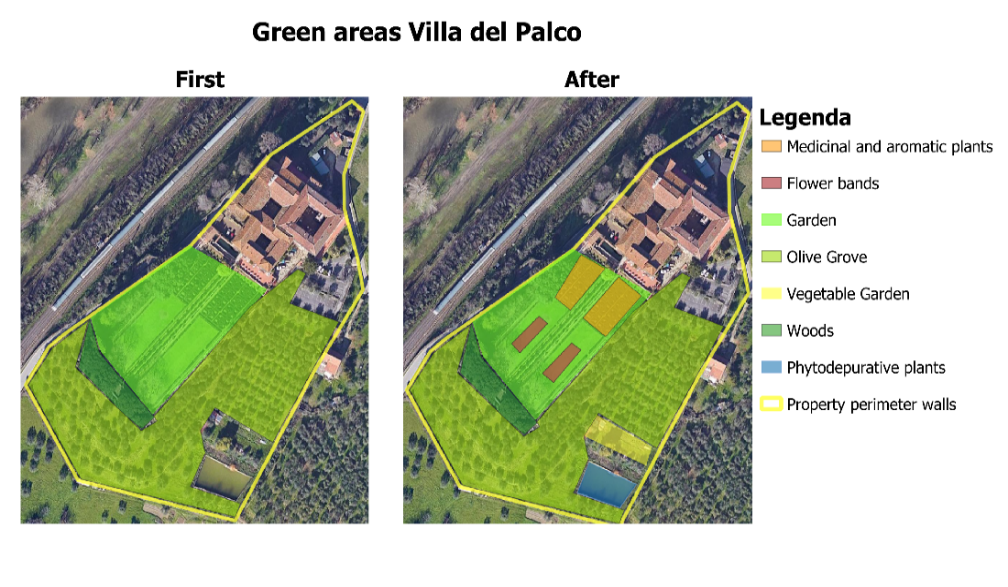 Green areas Villa del Palco
First
After
Legenda
Medicinal and aromatic plants
Flower bands
Garden
Olive Grove
Vegetable Garden
Woods
Phytodepurative plants
Property perimeter walls